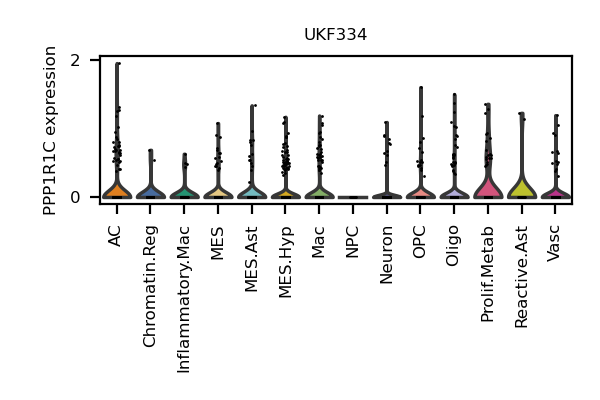 UKF334
PPP1R1C expression
2
0
AC
Chromatin.Reg
Inflammatory.Mac
MES
MES.Ast
MES.Hyp
Mac
NPC
Neuron
OPC
Oligo
Prolif.Metab
Reactive.Ast
Vasc